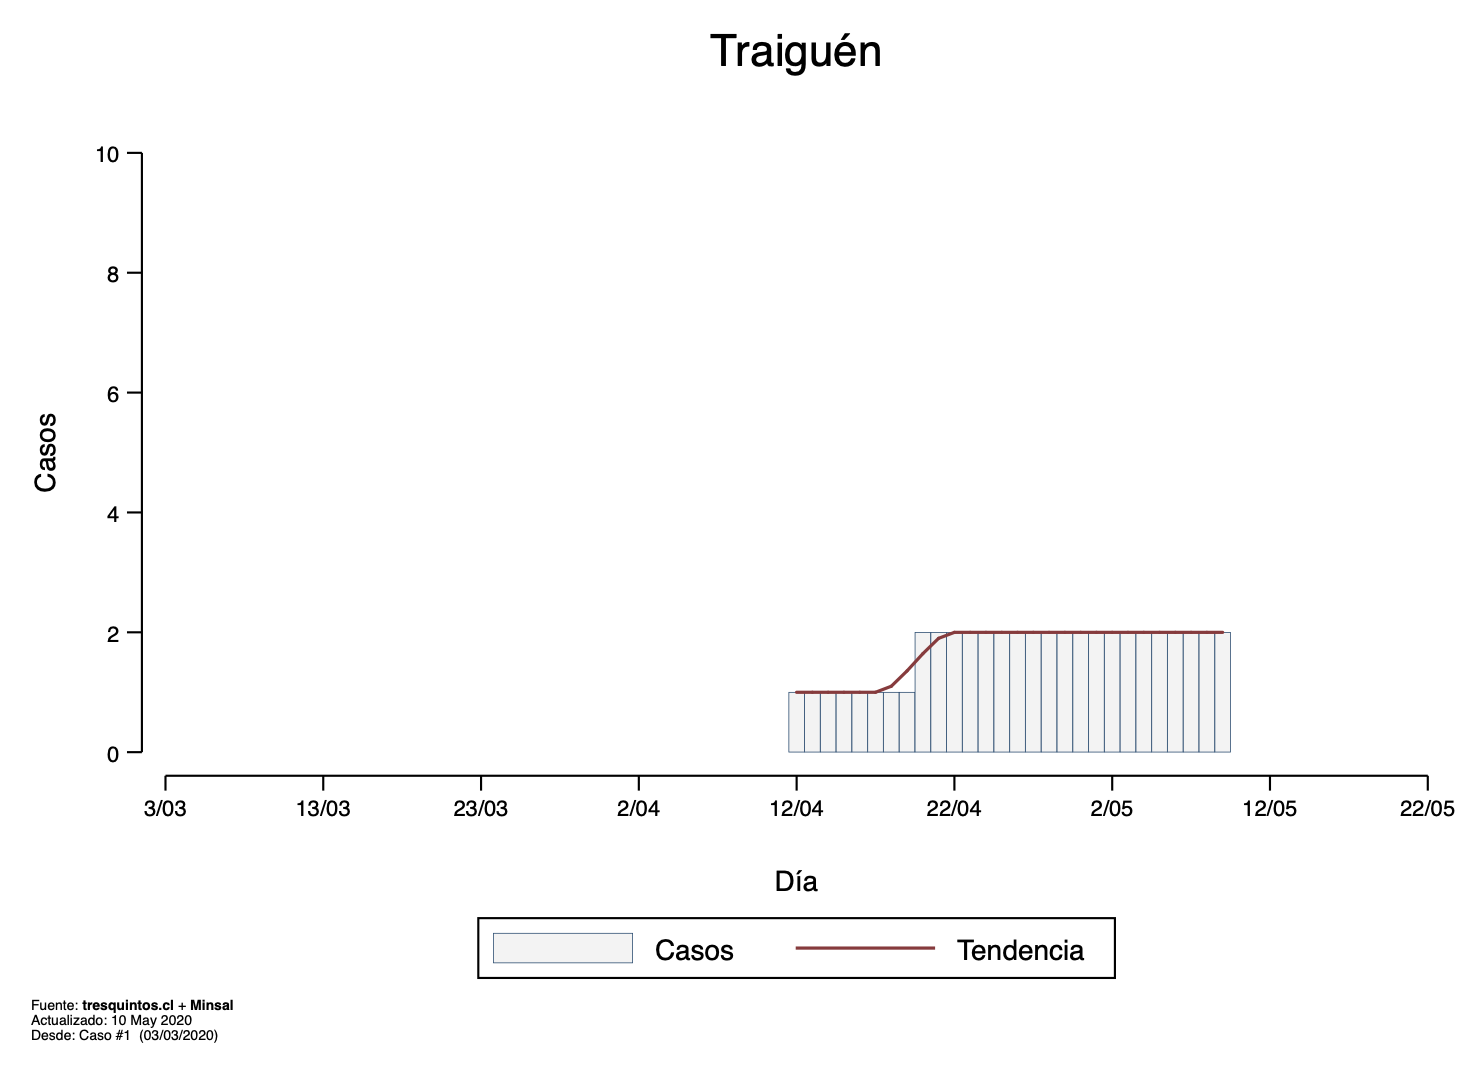 Traiguén
10
8
6
4
2
0
Casos
3/03 13/03 23/03 2/04 12/04 22/04 2/05 12/05 22/05
Día
Casos Tendencia
Fuente: tresquintos.cl + Minsal
Actualizado: 10 May 2020
Desde: Caso #1 (03/03/2020)